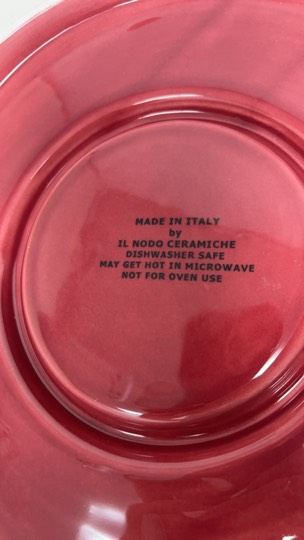 MADE IN ITALY
by
IL NODO CERAMICHE
DISHWASHER SAFE
MAY GET HOT IN MICROWAVE
NOT FOR OVEN USE